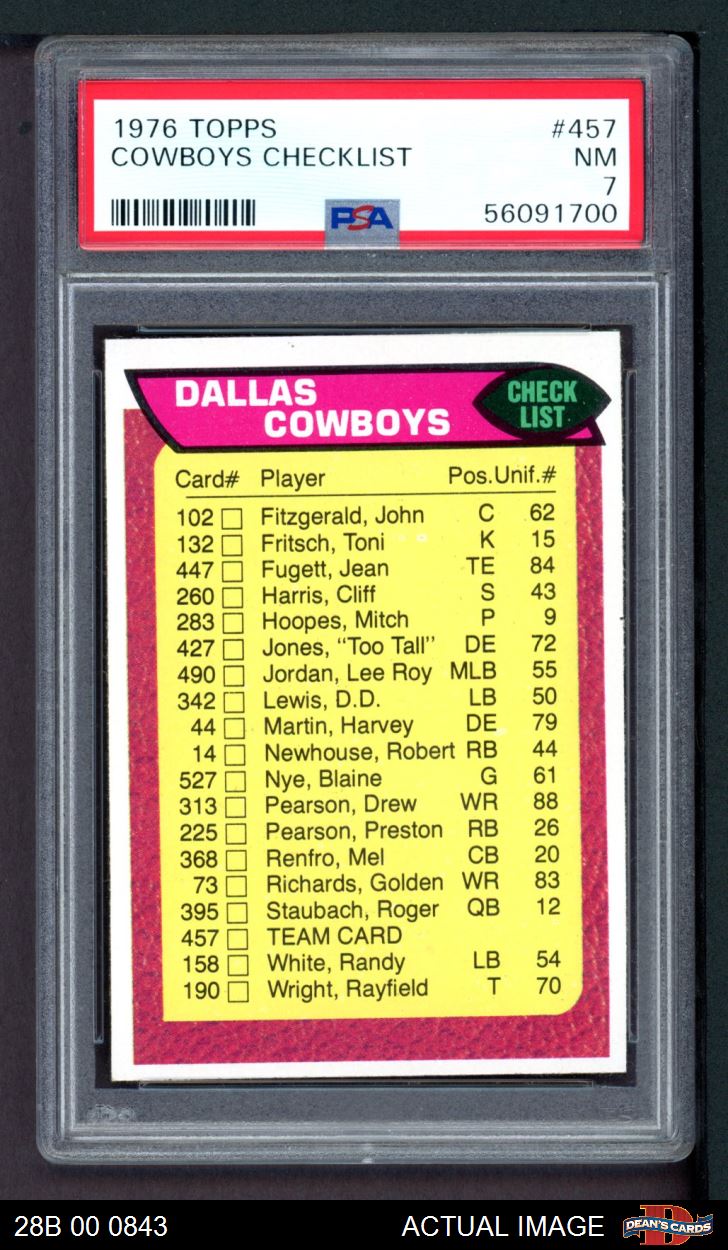 1976 TOPPS #457
COWBOYS CHECKLIST NM
7
PSA 56091700
DALLAS
COWBOYS
CHECK
LIST
Card# Player Pos.Unif.#
102 Fitzgerald, John C 62
132 Fritsch, Toni K 15
447 Fugett, Jean TE 84
260 Harris, Cliff S 43
283 Hoopes, Mitch P 9
427 Jones, “Too Tall” DE 72
490 Jordan, Lee Roy MLB 55
342 Lewis, D.D. LB 50
44 Martin, Harvey DE 79
14 Newhouse, Robert RB 44
527 Nye, Blaine G 61
313 Pearson, Drew WR 88
225 Pearson, Preston RB 26
368 Renfro, Mel CB 20
73 Richards, Golden WR 83
395 Staubach, Roger QB 12
457 TEAM CARD
158 White, Randy LB 54
190 Wright, Rayfield T 70
28B 00 0843 ACTUAL IMAGE DEAN'S CARDS